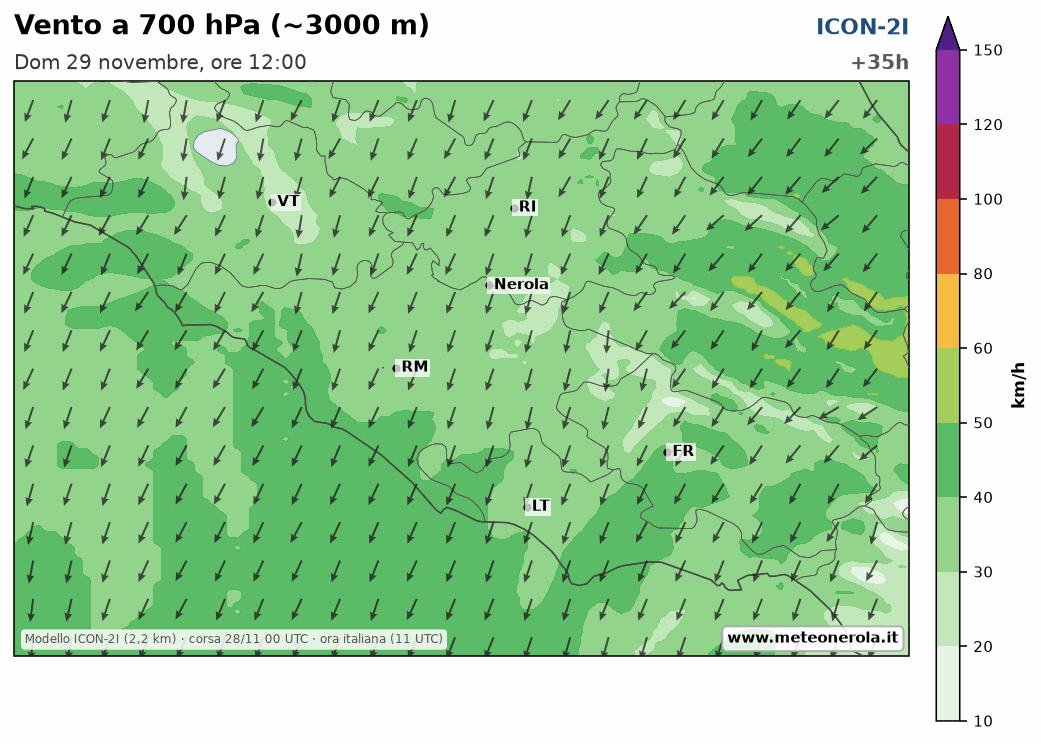 Vento a 700 hPa (~3000 m)
ICON-2I
Dom 29 novembre, ore 12:00
+35h
VT
RI
Nerola
RM
FR
LT
150
120
100
80
60
50
40
30
20
10
km/h
Modello ICON-2I (2,2 km) · corsa 28/11 00 UTC · ora italiana (11 UTC)
www.meteonerola.it